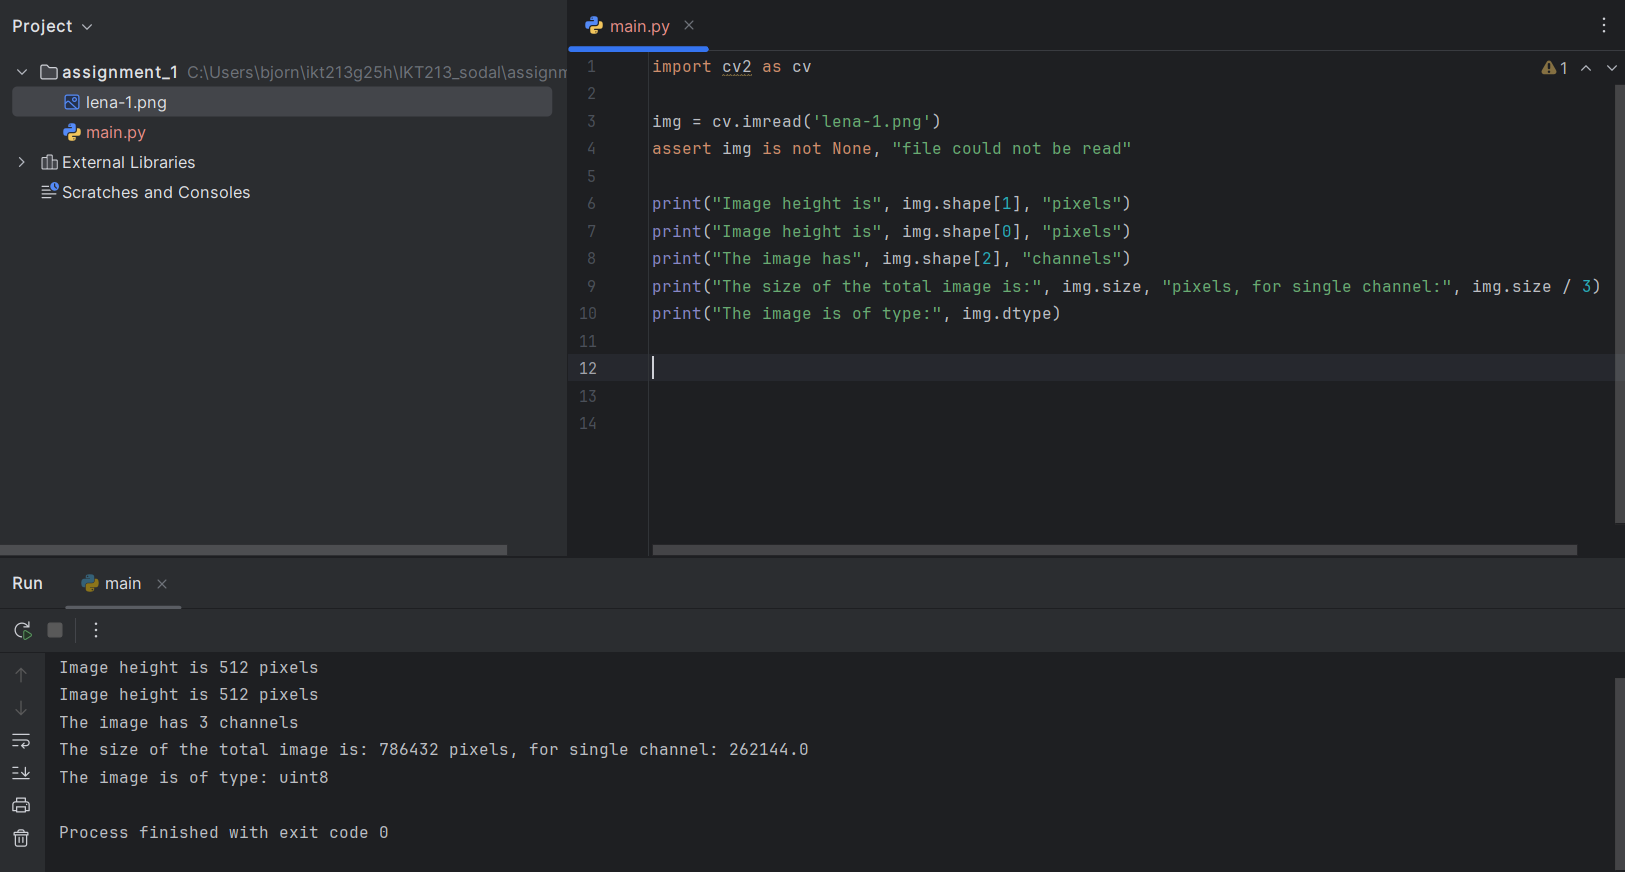 Project
assignment_1 C:\Users\bjorn\ikt213g25h\IKT213_sodal\assignm
lena-1.png
main.py
External Libraries
Scratches and Consoles
main.py
1
1 import cv2 as cv
2
3 img = cv.imread('lena-1.png')
4 assert img is not None, "file could not be read"
5
6 print("Image height is", img.shape[1], "pixels")
7 print("Image height is", img.shape[0], "pixels")
8 print("The image has", img.shape[2], "channels")
9 print("The size of the total image is:", img.size, "pixels, for single channel:", img.size / 3)
10 print("The image is of type:", img.dtype)
11
12
13
14
Run main
Image height is 512 pixels
Image height is 512 pixels
The image has 3 channels
The size of the total image is: 786432 pixels, for single channel: 262144.0
The image is of type: uint8
Process finished with exit code 0